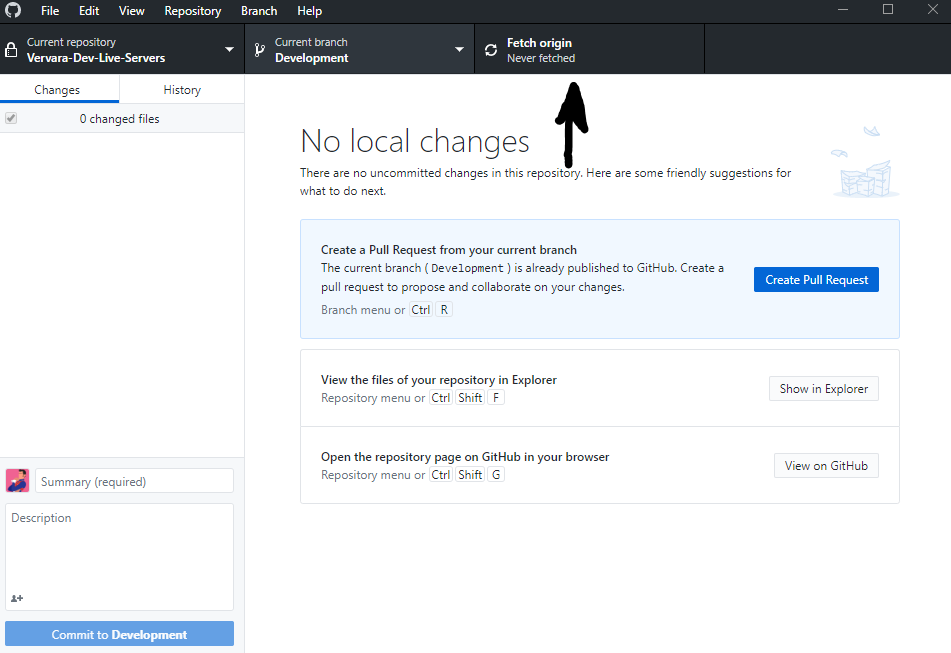 File Edit View Repository Branch Help
Current repository
Vervara-Dev-Live-Servers
Current branch
Development
Fetch origin
Never fetched
Changes History
0 changed files
No local changes
There are no uncommitted changes in this repository. Here are some friendly suggestions for
what to do next.
Create a Pull Request from your current branch
The current branch ( Development ) is already published to GitHub. Create a
pull request to propose and collaborate on your changes.
Branch menu or Ctrl R
Create Pull Request
View the files of your repository in Explorer
Repository menu or Ctrl Shift F
Show in Explorer
Open the repository page on GitHub in your browser
Repository menu or Ctrl Shift G
View on GitHub
Summary (required)
Description
Commit to Development